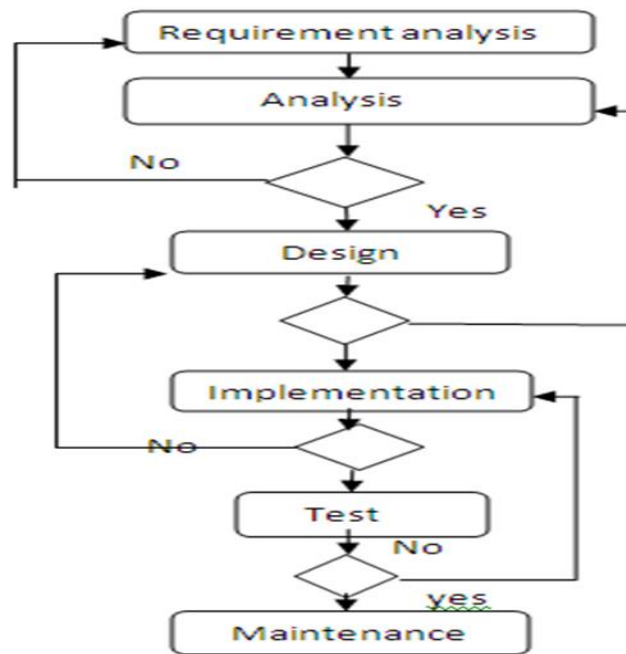 Requirement analysis
Analysis
No
Yes
Design
Implementation
No
Test
No
yes
Maintenance